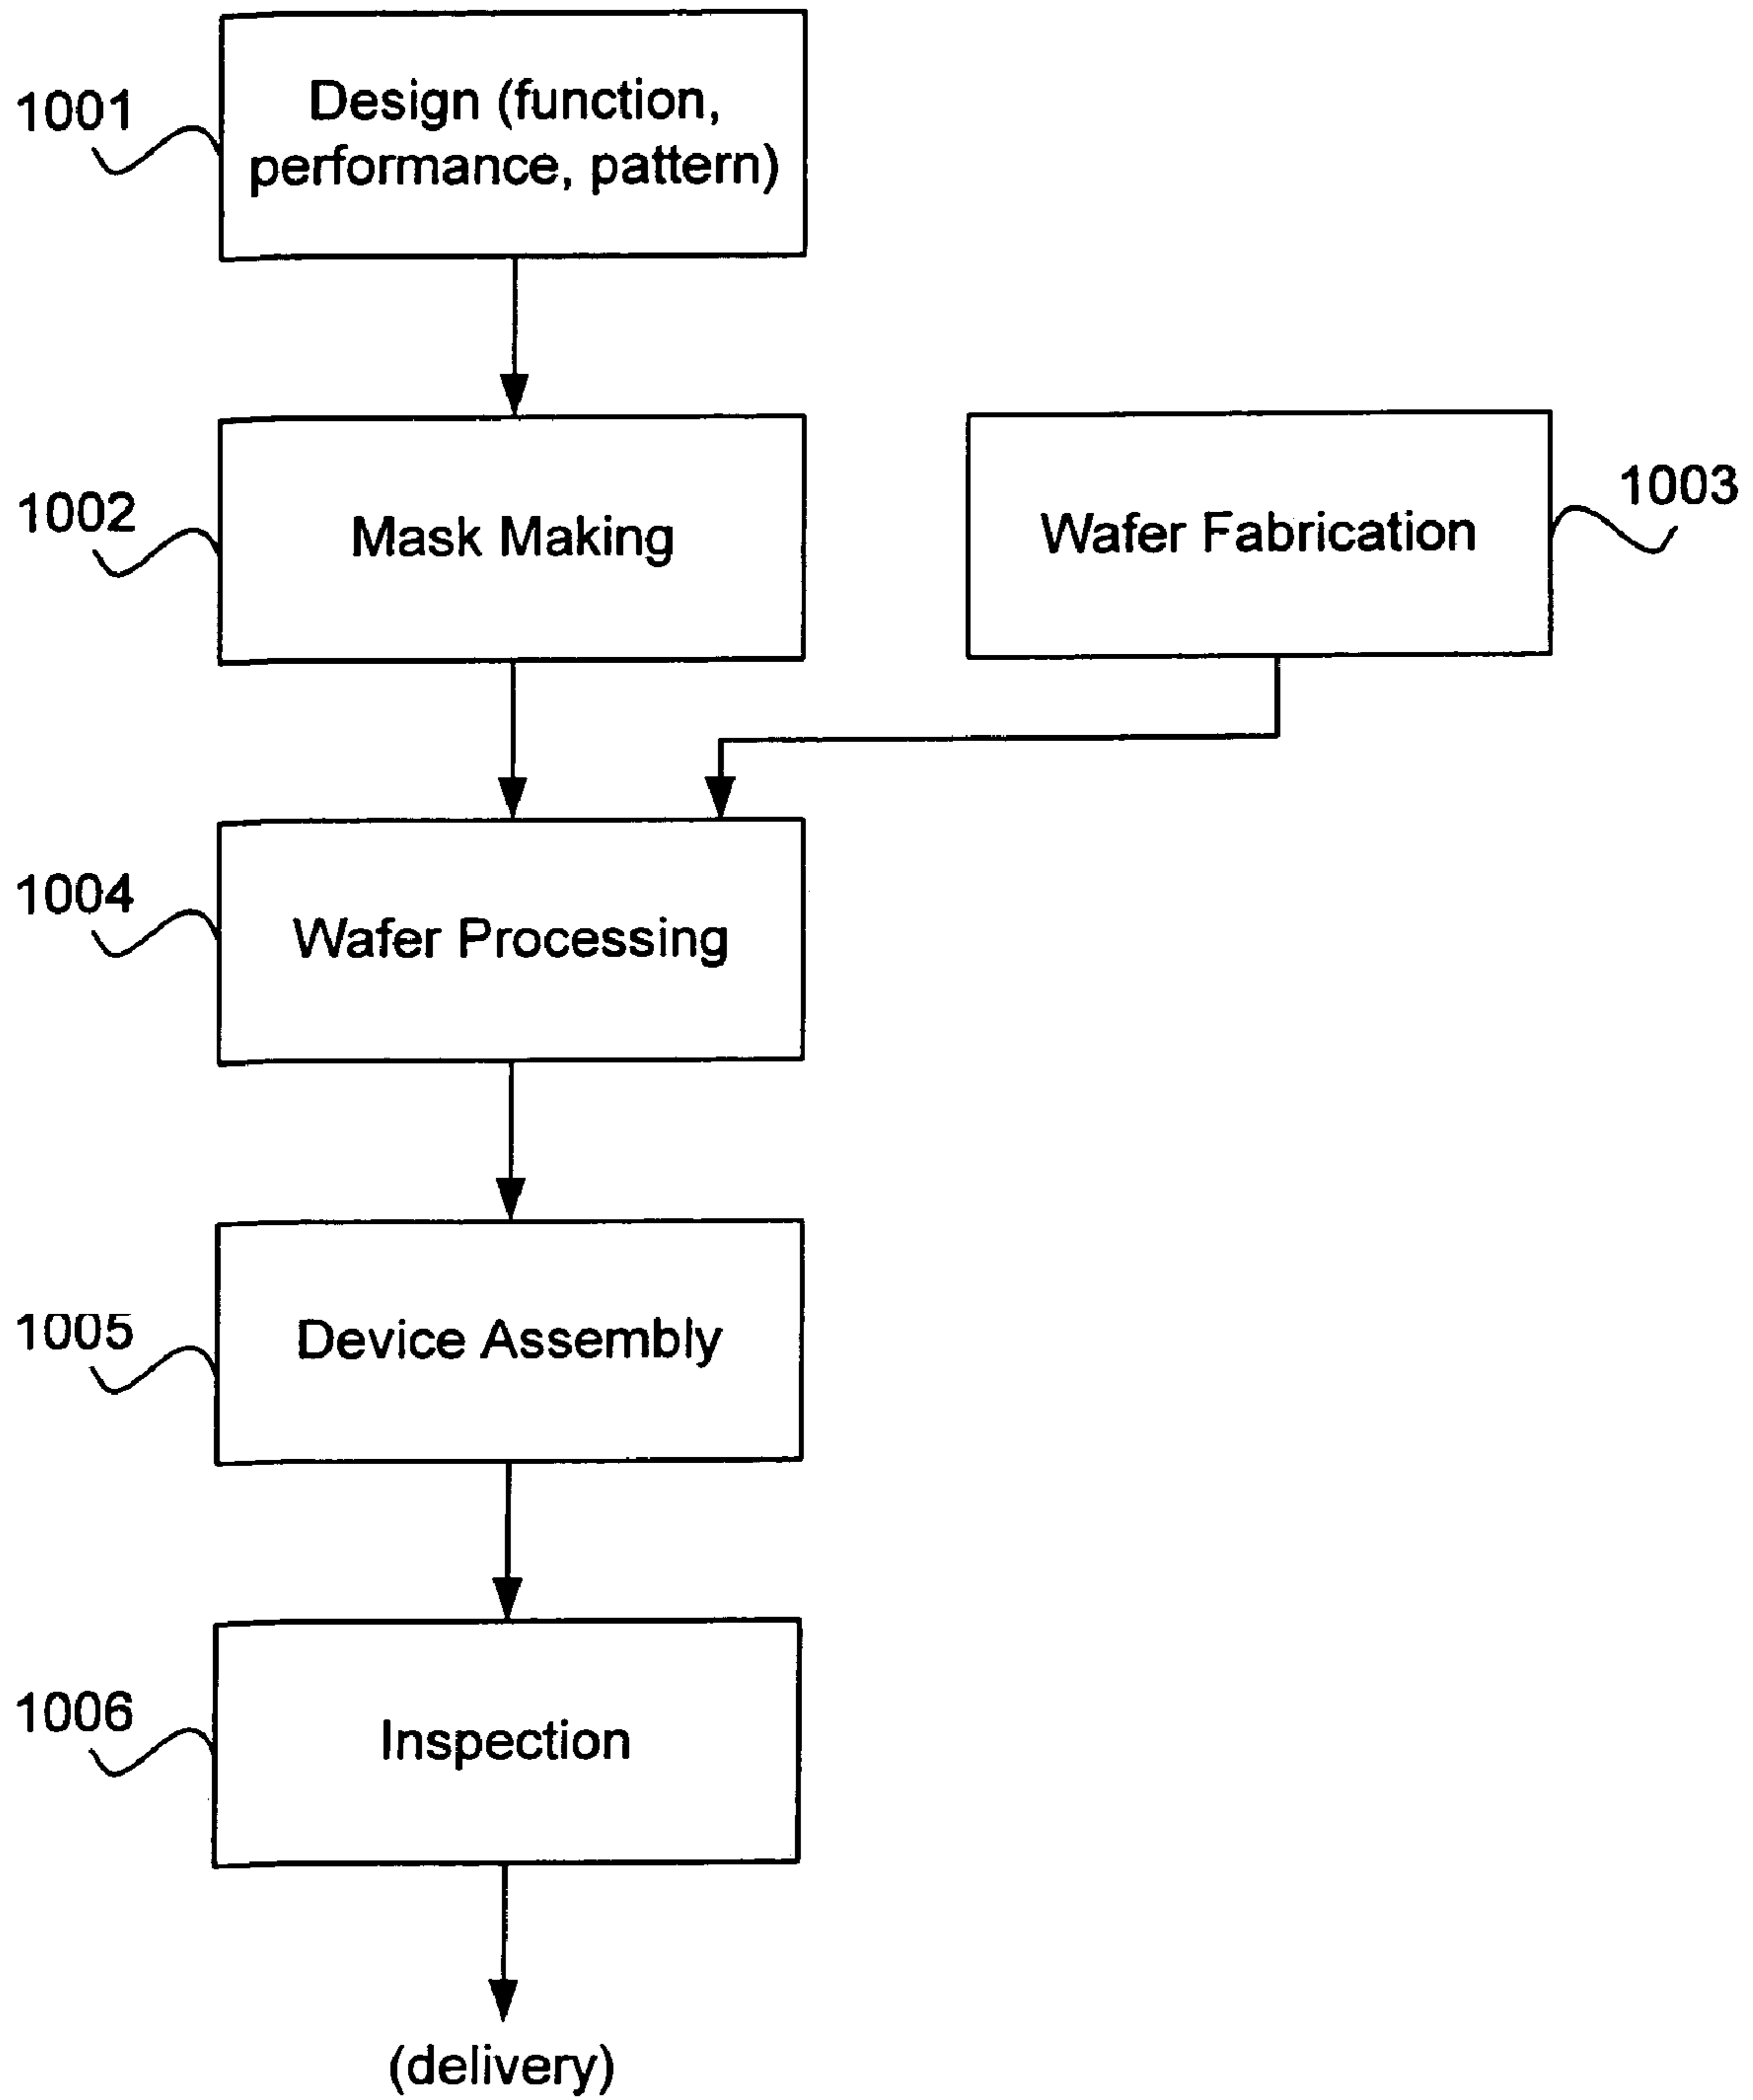 1001
Design (function,
performance, pattern)
1002
Mask Making
Wafer Fabrication
1003
1004
Wafer Processing
1005
Device Assembly
1006
Inspection
(delivery)